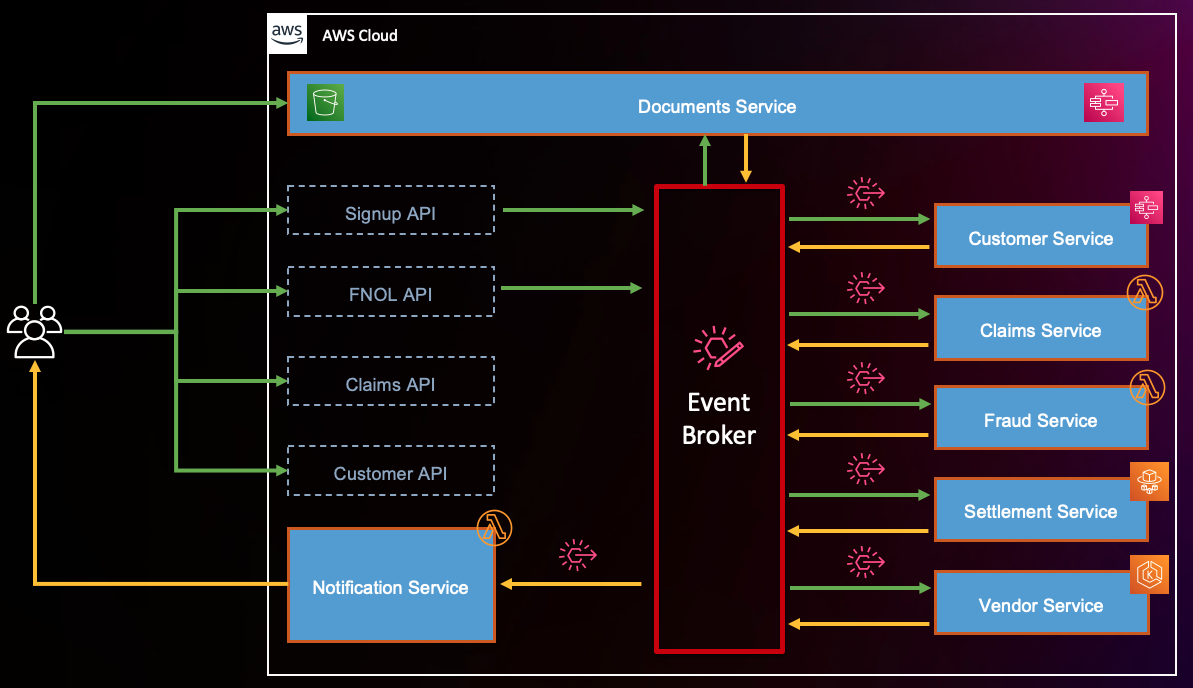 aws
AWS Cloud
Documents Service
Signup API
FNOL API
Claims API
Customer API
Notification Service
Event
Broker
Customer Service
Claims Service
Fraud Service
Settlement Service
Vendor Service
K